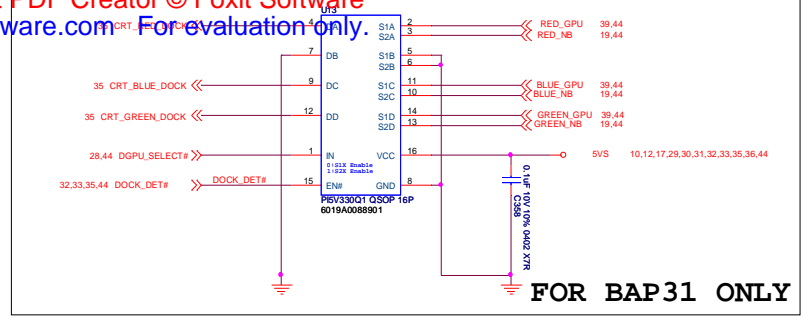 PDF Creator © Foxit Software
ware.com For evaluation only.
U13
35 CRT_RED_DOCK 4 DA S1A 2 RED_GPU 39,44
S2A 3 RED_NB 19,44
7 DB S1B 5
S2B 6
35 CRT_BLUE_DOCK 9 DC S1C 11 BLUE_GPU 39,44
S2C 10 BLUE_NB 19,44
35 CRT_GREEN_DOCK 12 DD S1D 14 GREEN_GPU 39,44
S2D 13 GREEN_NB 19,44
28,44 DGPU_SELECT# 1 IN VCC 16 5VS 10,12,17,29,30,31,32,33,35,36,44
0:S1X Enable
1:S2X Enable
32,33,35,44 DOCK_DET# DOCK_DET# 15 EN# GND 8
PI5V330Q1 QSOP 16P
6019A0088901
C358
0.1uF 10V 10% 0402 X7R
FOR BAP31 ONLY